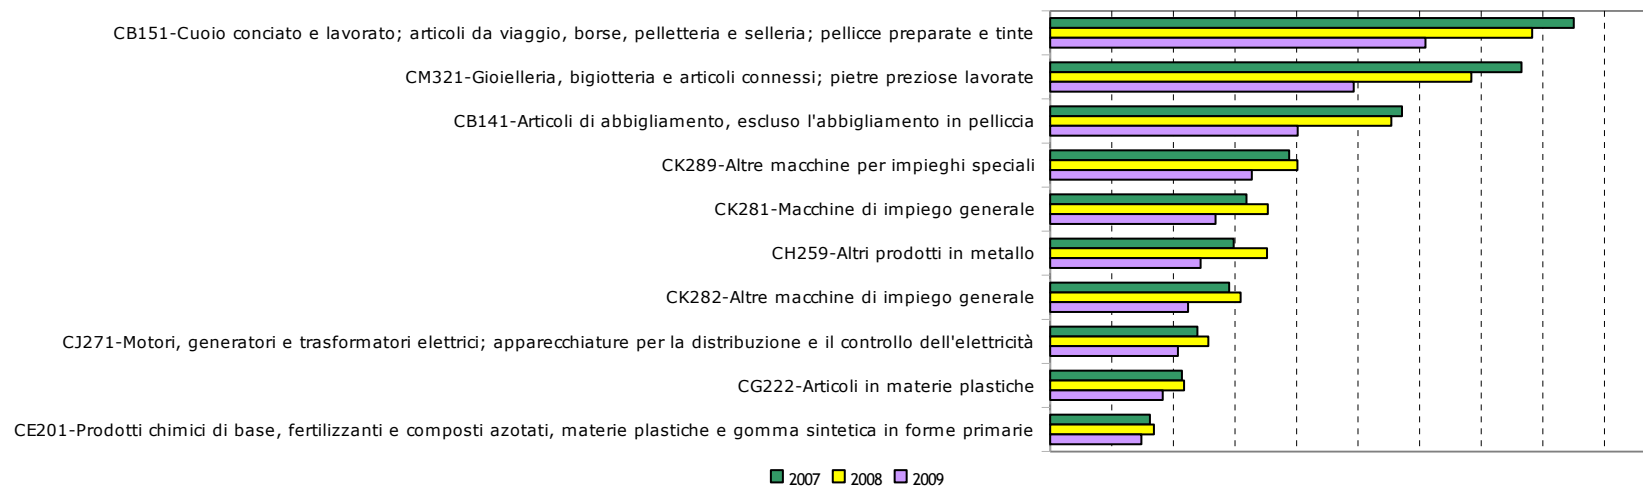 CB151-Cuoio conciato e lavorato; articoli da viaggio, borse, pelletteria e selleria; pellicce preparate e tinte
CM321-Gioielleria, bigiotteria e articoli connessi; pietre preziose lavorate
CB141-Articoli di abbigliamento, escluso l'abbigliamento in pelliccia
CK289-Altre macchine per impieghi speciali
CK281-Macchine di impiego generale
CH259-Altri prodotti in metallo
CK282-Altre macchine di impiego generale
CJ271-Motori, generatori e trasformatori elettrici; apparecchiature per la distribuzione e il controllo dell'elettricità
CG222-Articoli in materie plastiche
CE201-Prodotti chimici di base, fertilizzanti e composti azotati, materie plastiche e gomma sintetica in forme primarie
2007 2008 2009